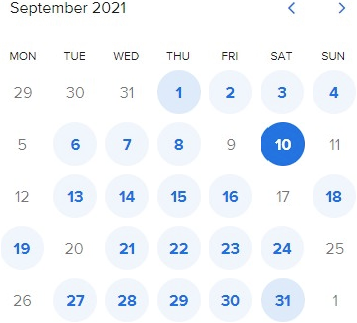 September 2021
MON TUE WED THU FRI SAT SUN
29 30 31 1 2 3 4
5 6 7 8 9 10 11
12 13 14 15 16 17 18
19 20 21 22 23 24 25
26 27 28 29 30 31 1